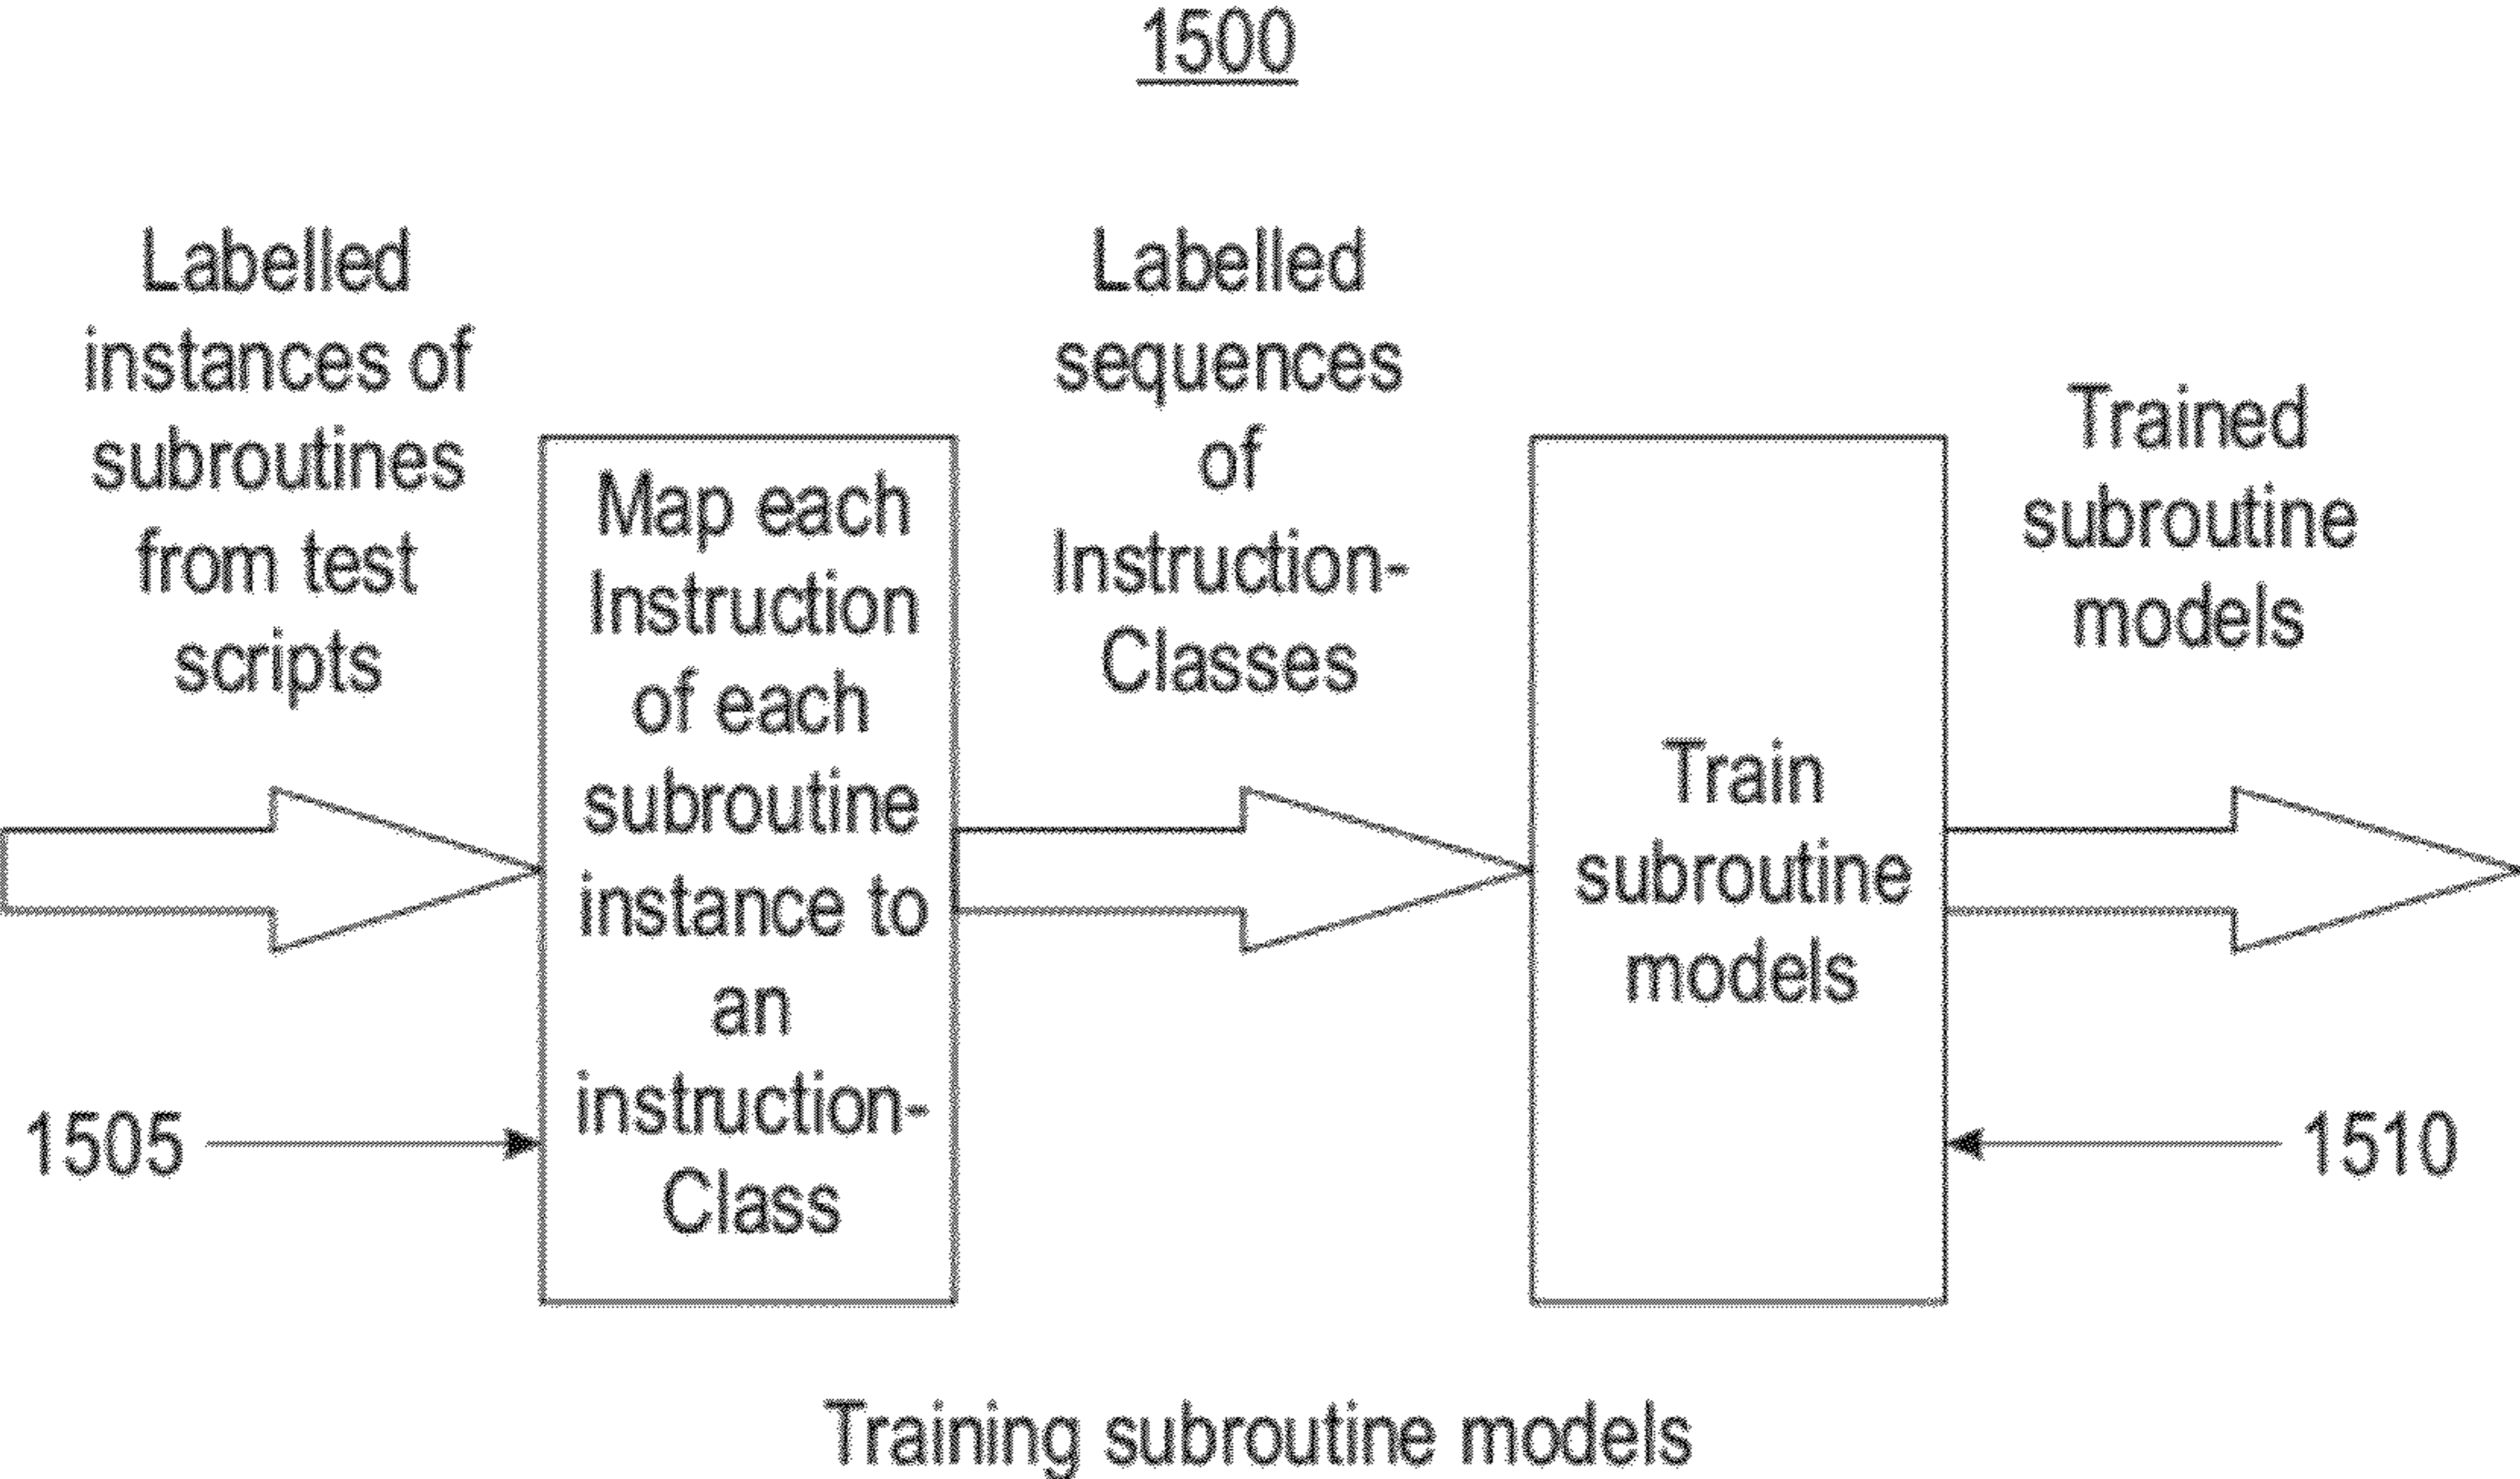 1500
Labelled
instances of
subroutines
from test
scripts
Map each
Instruction
of each
subroutine
instance to
an
instruction-
Class
1505
Labelled
sequences
of
Instruction-
Classes
Train
subroutine
models
Trained
subroutine
models
1510
Training subroutine models